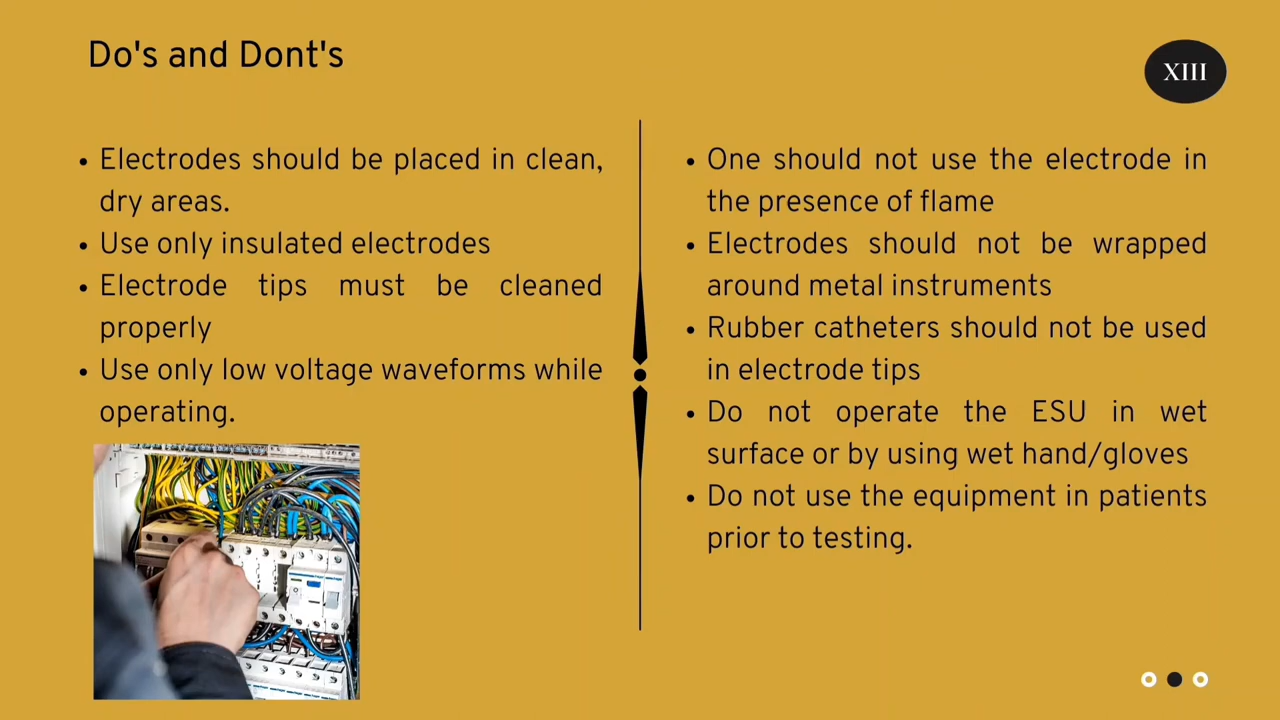 Do's and Dont's
XIII
• Electrodes should be placed in clean,
dry areas.
• Use only insulated electrodes
• Electrode tips must be cleaned
properly
• Use only low voltage waveforms while
operating.
• One should not use the electrode in
the presence of flame
• Electrodes should not be wrapped
around metal instruments
• Rubber catheters should not be used
in electrode tips
• Do not operate the ESU in wet
surface or by using wet hand/gloves
• Do not use the equipment in patients
prior to testing.